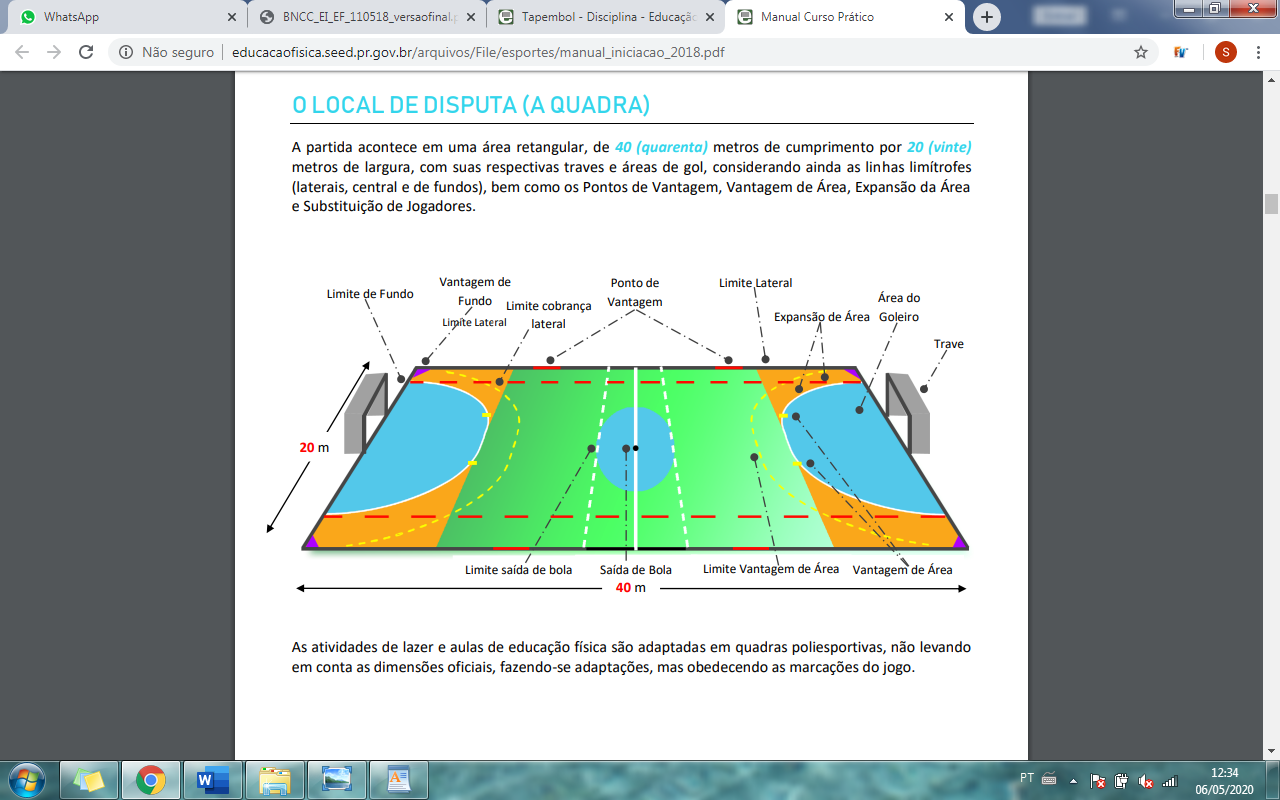 WhatsApp
BNCC_EI_EF_110518_versaofinal.p
Tapembol - Disciplina - Educação
Manual Curso Prático
Não seguro
educacaofisica.seed.pr.gov.br/arquivos/File/esportes/manual_iniciacao_2018.pdf
S
O LOCAL DE DISPUTA (A QUADRA)
A partida acontece em uma área retangular, de 40 (quarenta) metros de cumprimento por 20 (vinte)
metros de largura, com suas respectivas traves e áreas de gol, considerando ainda as linhas limítrofes
(laterais, central e de fundos), bem como os Pontos de Vantagem, Vantagem de Área, Expansão da Área
e Substituição de Jogadores.
Limite de Fundo
Vantagem de
Fundo
Limite Lateral
Limite cobrança
lateral
Ponto de
Vantagem
Limite Lateral
Expansão de Área
Área do
Goleiro
Trave
20 m
Limite saída de bola
Saída de Bola
Limite Vantagem de Área
Vantagem de Área
40 m
As atividades de lazer e aulas de educação física são adaptadas em quadras poliesportivas, não levando
em conta as dimensões oficiais, fazendo-se adaptações, mas obedecendo as marcações do jogo.
PT
12:34
06/05/2020